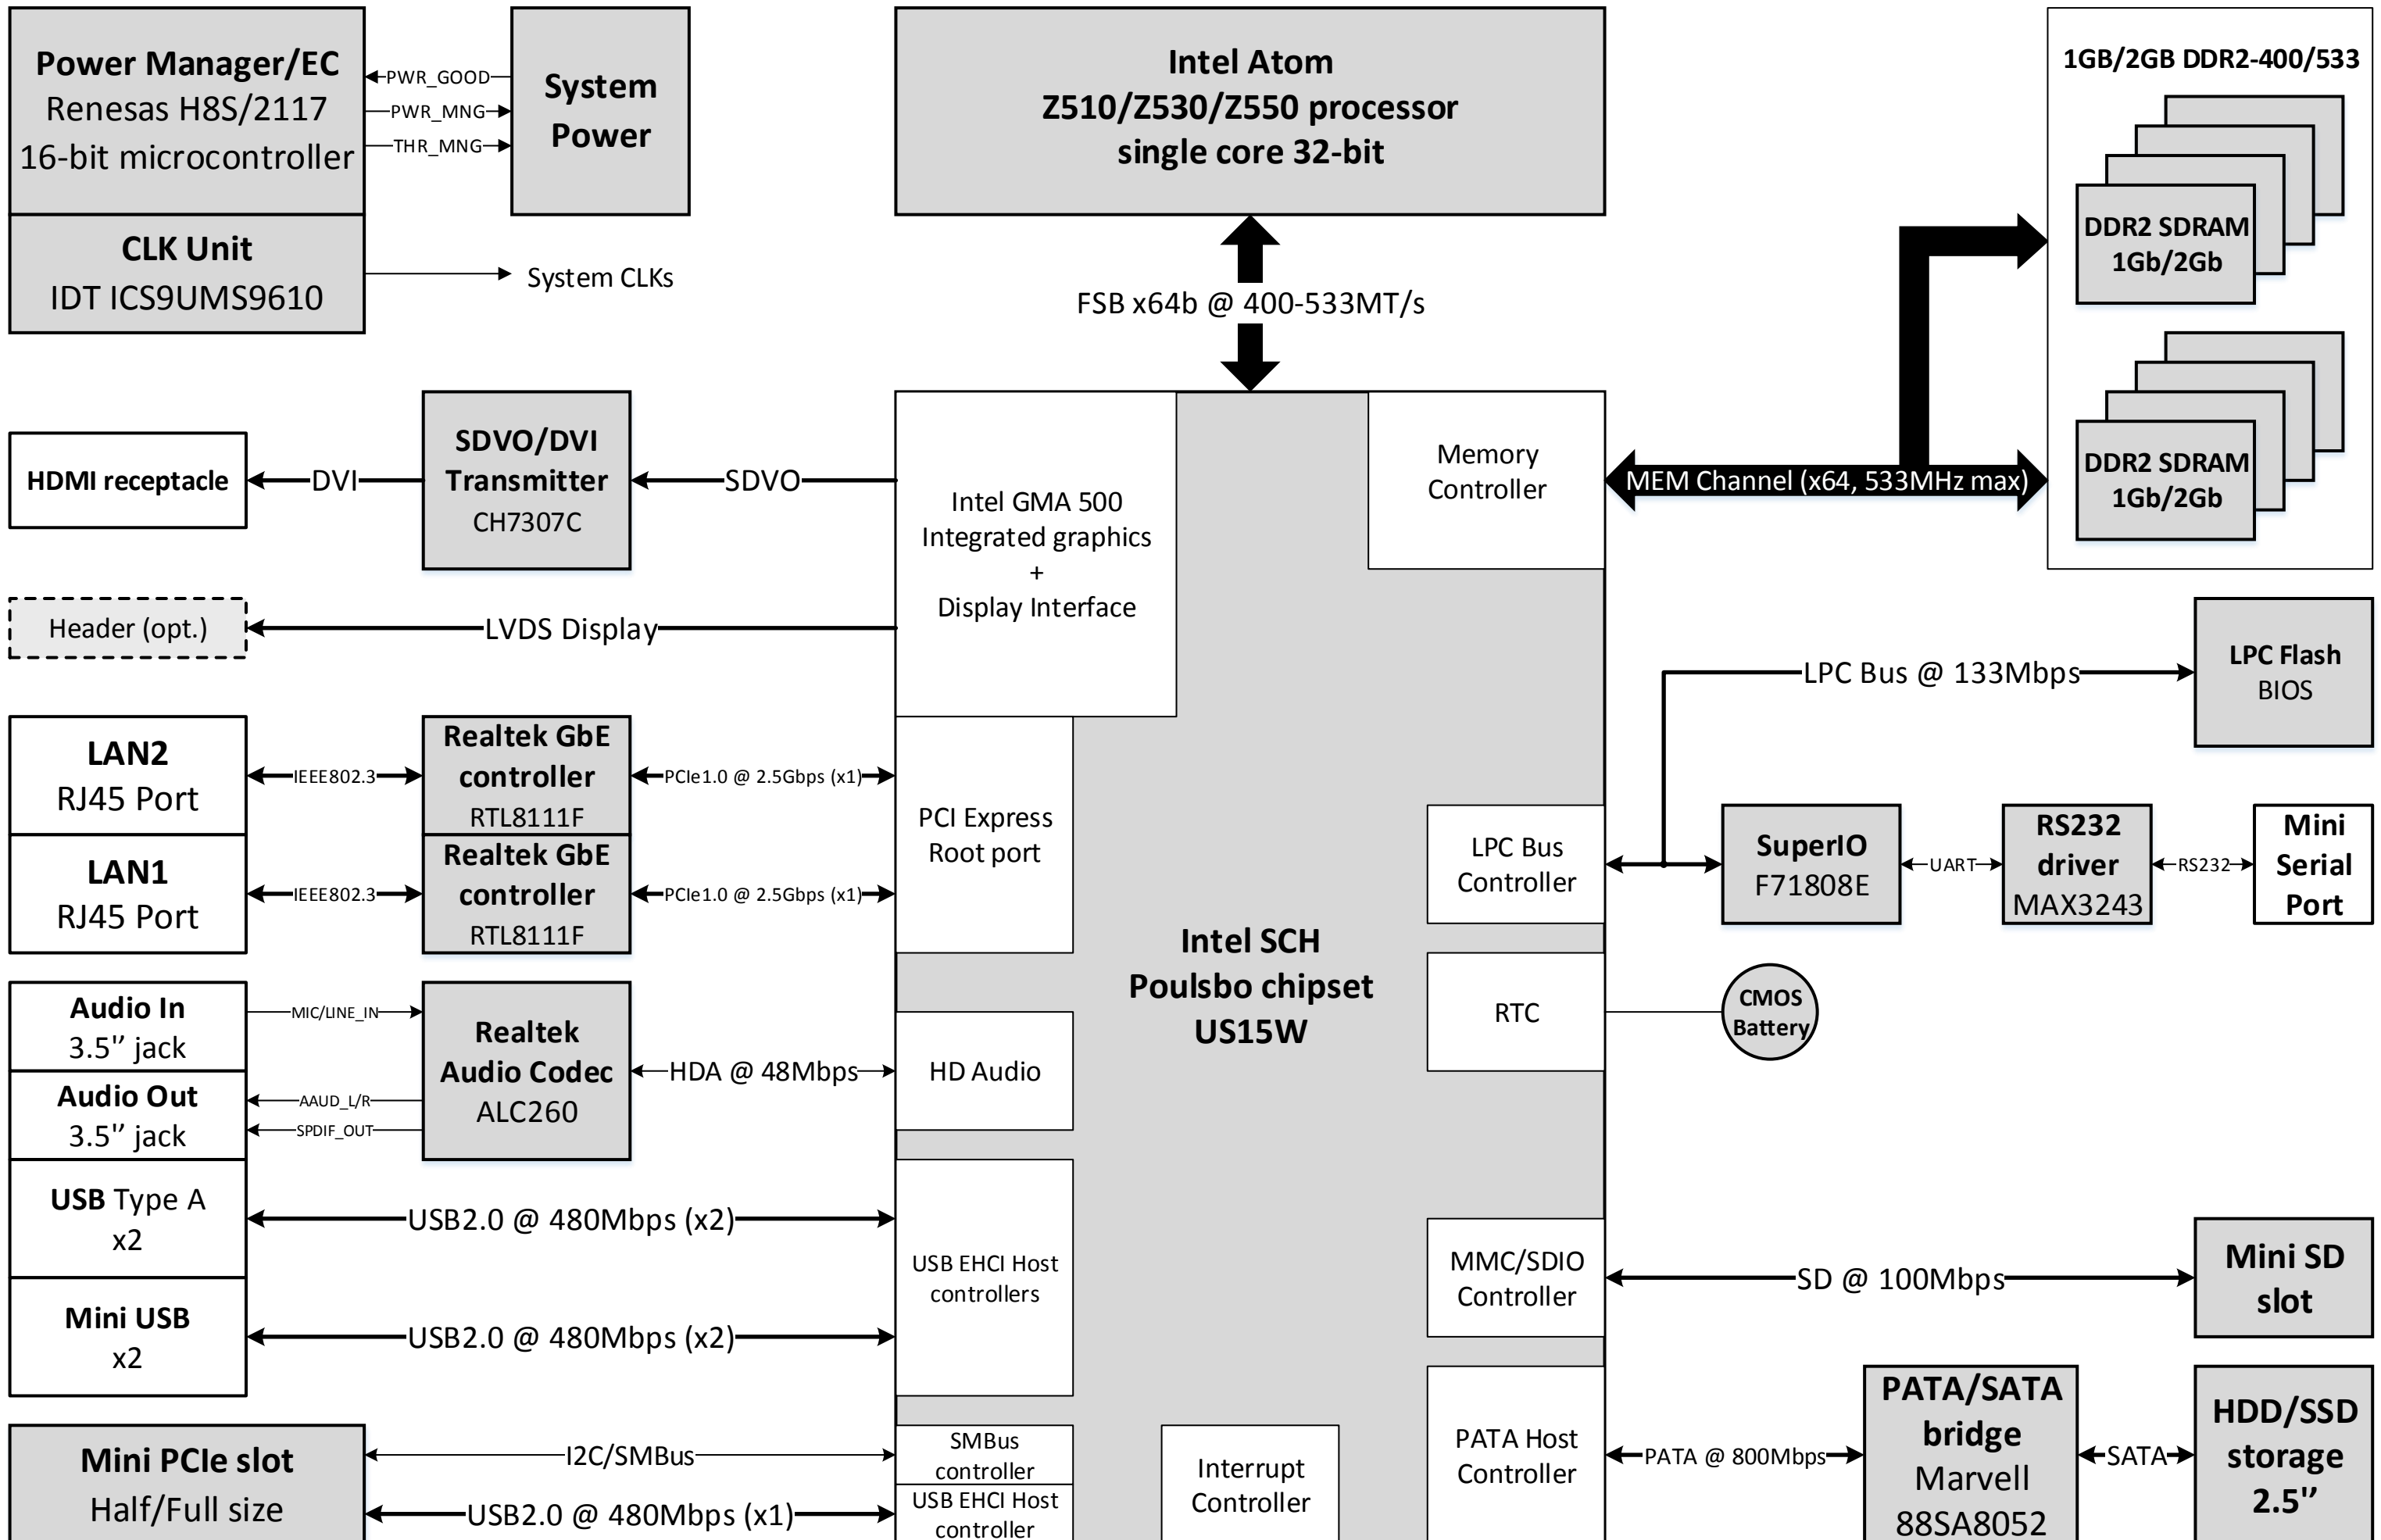 Power Manager/EC
Renesas H8S/2117
16-bit microcontroller
PWR_GOOD
PWR_MNG
THR_MNG
System
Power
CLK Unit
IDT ICS9UMS9610
System CLKs
Intel Atom
Z510/Z530/Z550 processor
single core 32-bit
FSB x64b @ 400-533MT/s
1GB/2GB DDR2-400/533
DDR2 SDRAM
1Gb/2Gb
DDR2 SDRAM
1Gb/2Gb
MEM Channel (x64, 533MHz max)
HDMI receptacle
DVI
SDVO/DVI
Transmitter
CH7307C
SDVO
Intel GMA 500
Integrated graphics
+
Display Interface
Memory
Controller
Header (opt.)
LVDS Display
LPC Bus @ 133Mbps
LPC Flash
BIOS
LAN2
RJ45 Port
IEEE802.3
Realtek GbE
controller
RTL8111F
PCIe1.0 @ 2.5Gbps (x1)
LAN1
RJ45 Port
IEEE802.3
Realtek GbE
controller
RTL8111F
PCIe1.0 @ 2.5Gbps (x1)
PCI Express
Root port
LPC Bus
Controller
SuperIO
F71808E
UART
RS232
driver
MAX3243
RS232
Mini
Serial
Port
Intel SCH
Poulsbo chipset
US15W
RTC
CMOS
Battery
Audio In
3.5'' jack
MIC/LINE_IN
Audio Out
3.5'' jack
AAUD_L/R
SPDIF_OUT
Realtek
Audio Codec
ALC260
HDA @ 48Mbps
HD Audio
USB Type A
x2
USB2.0 @ 480Mbps (x2)
Mini USB
x2
USB2.0 @ 480Mbps (x2)
USB EHCI Host
controllers
MMC/SDIO
Controller
SD @ 100Mbps
Mini SD
slot
Mini PCIe slot
Half/Full size
I2C/SMBus
USB2.0 @ 480Mbps (x1)
SMBus
controller
USB EHCI Host
controller
Interrupt
Controller
PATA Host
Controller
PATA @ 800Mbps
PATA/SATA
bridge
Marvell
88SA8052
SATA
HDD/SSD
storage
2.5''